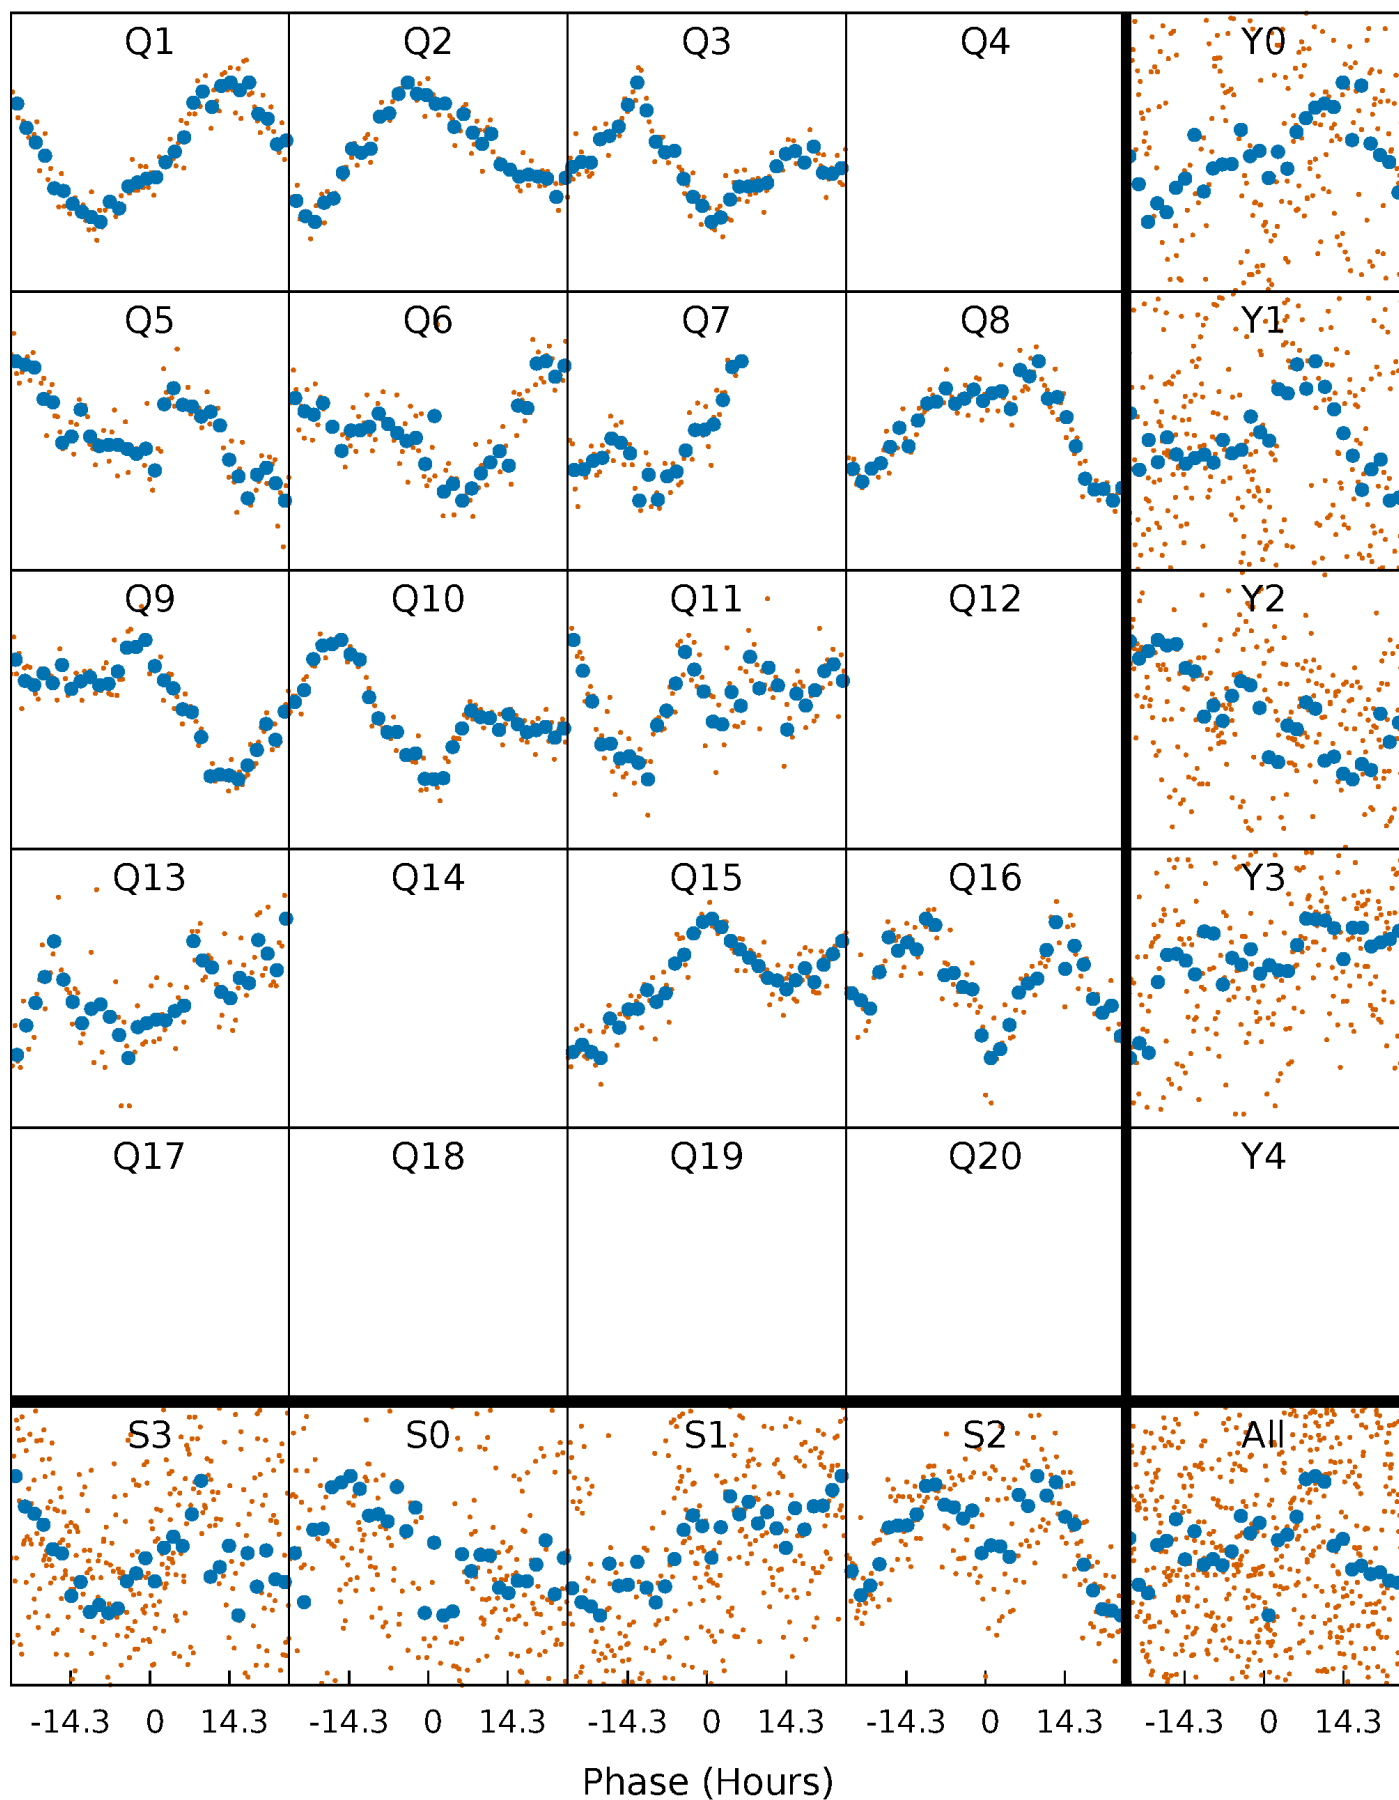 Q1 Q2 Q3 Q4 Y0
Q5 Q6 Q7 Q8 Y1
Q9 Q10 Q11 Q12 Y2
Q13 Q14 Q15 Q16 Y3
Q17 Q18 Q19 Q20 Y4
S3 S0 S1 S2 All
-14.3 0 14.3 -14.3 0 14.3 -14.3 0 14.3 -14.3 0 14.3 -14.3 0 14.3
Phase (Hours)